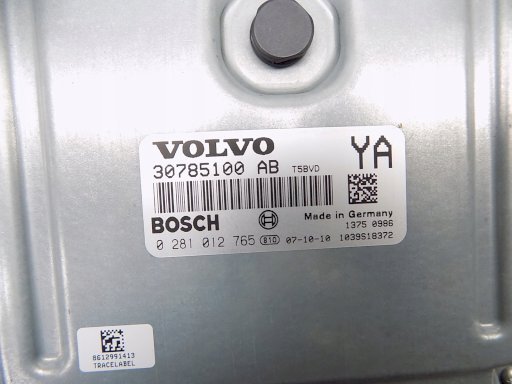 VOLVO YA
30785100 AB T5BVD
BOSCH Made in Germany
1375 0986
0 281 012 765 810 07-10-10 1039S18372
8612991413
TRACELABEL